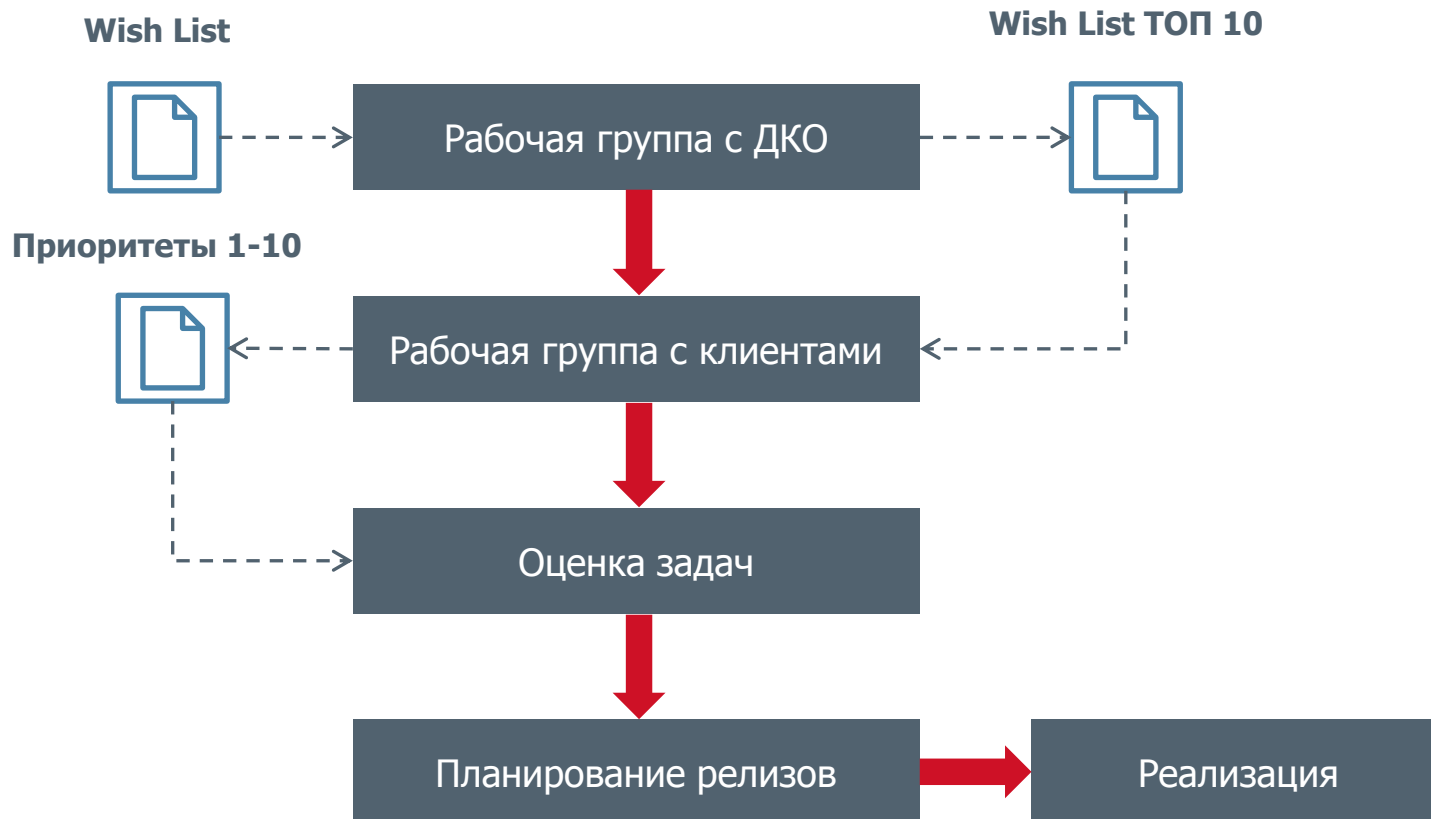 Wish List
Wish List ТОП 10
Рабочая группа с ДКО
Приоритеты 1-10
Рабочая группа с клиентами
Оценка задач
Планирование релизов
Реализация